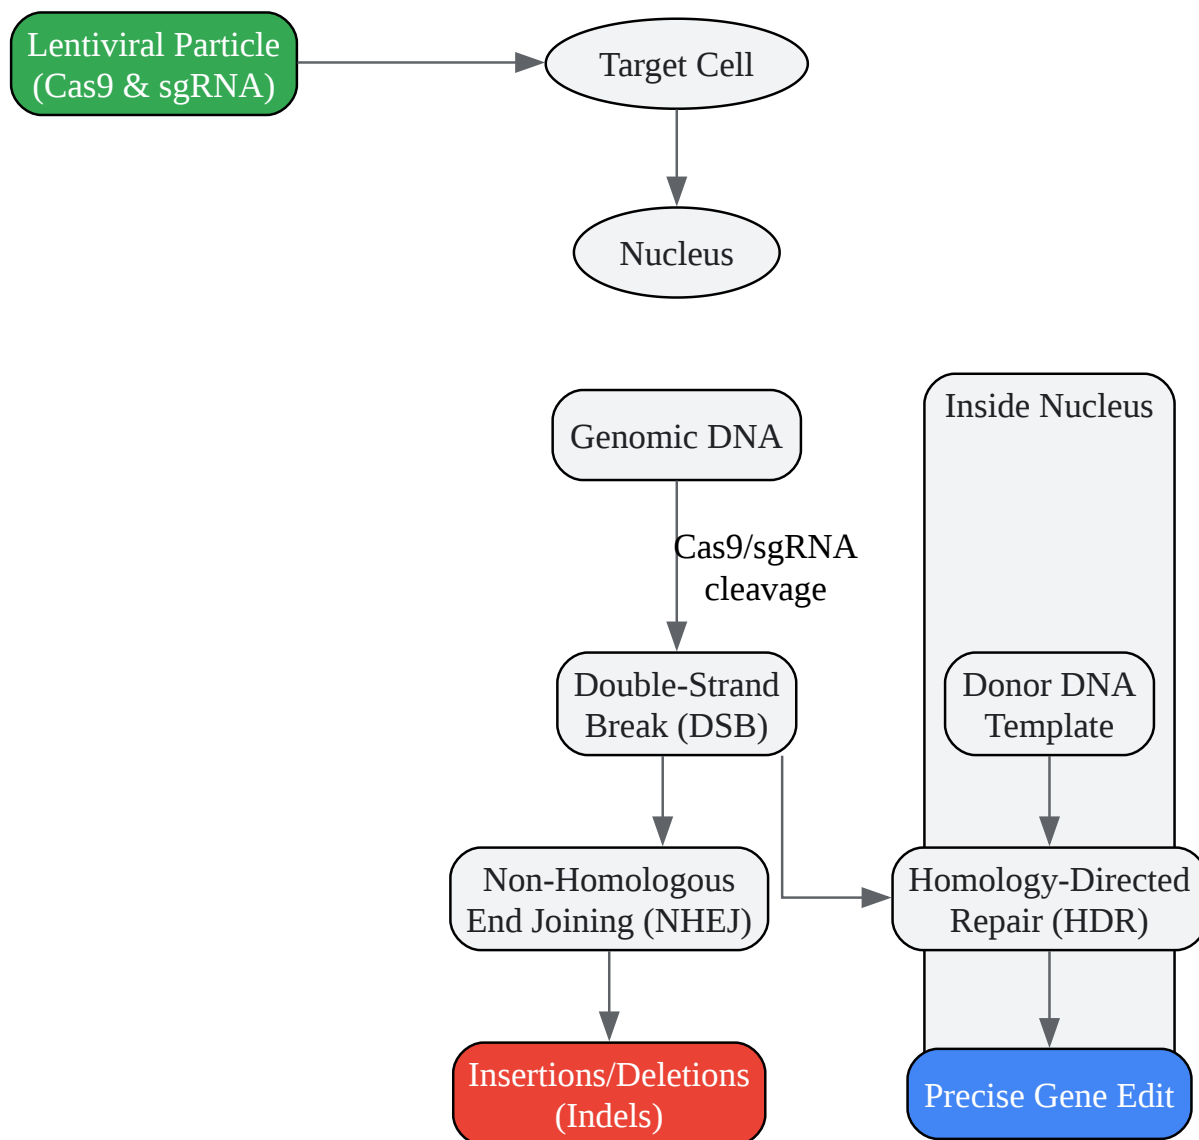 Lentiviral Particle
(Cas9 & sgRNA)
Target Cell
Nucleus
Genomic DNA
Inside Nucleus
Cas9/sgRNA
cleavage
Double-Strand
Break (DSB)
Donor DNA
Template
Non-Homologous
End Joining (NHEJ)
Homology-Directed
Repair (HDR)
Insertions/Deletions
(Indels)
Precise Gene Edit